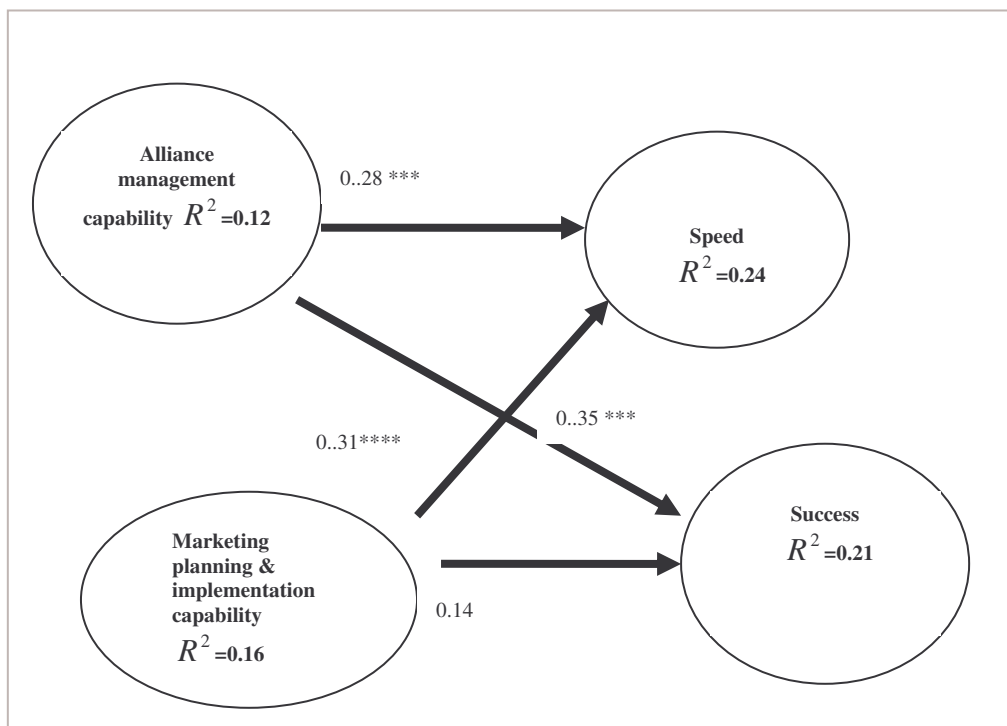 Alliance
management
capability R² =0.12
0..28 ***
Speed
R² =0.24
0..31****
0..35 ***
Marketing
planning &
implementation
capability
R² =0.16
0.14
Success
R² =0.21